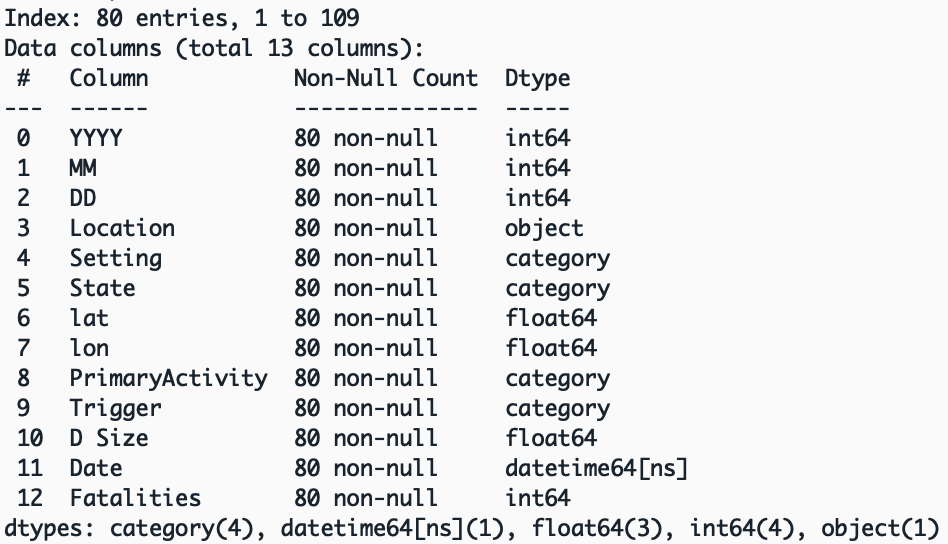 Index: 80 entries, 1 to 109
Data columns (total 13 columns):
 #   Column           Non-Null Count  Dtype
---  ------           --------------  -----
 0   YYYY             80 non-null     int64
 1   MM               80 non-null     int64
 2   DD               80 non-null     int64
 3   Location         80 non-null     object
 4   Setting          80 non-null     category
 5   State            80 non-null     category
 6   lat              80 non-null     float64
 7   lon              80 non-null     float64
 8   PrimaryActivity  80 non-null     category
 9   Trigger          80 non-null     category
 10  D Size           80 non-null     float64
 11  Date             80 non-null     datetime64[ns]
 12  Fatalities       80 non-null     int64
dtypes: category(4), datetime64[ns](1), float64(3), int64(4), object(1)